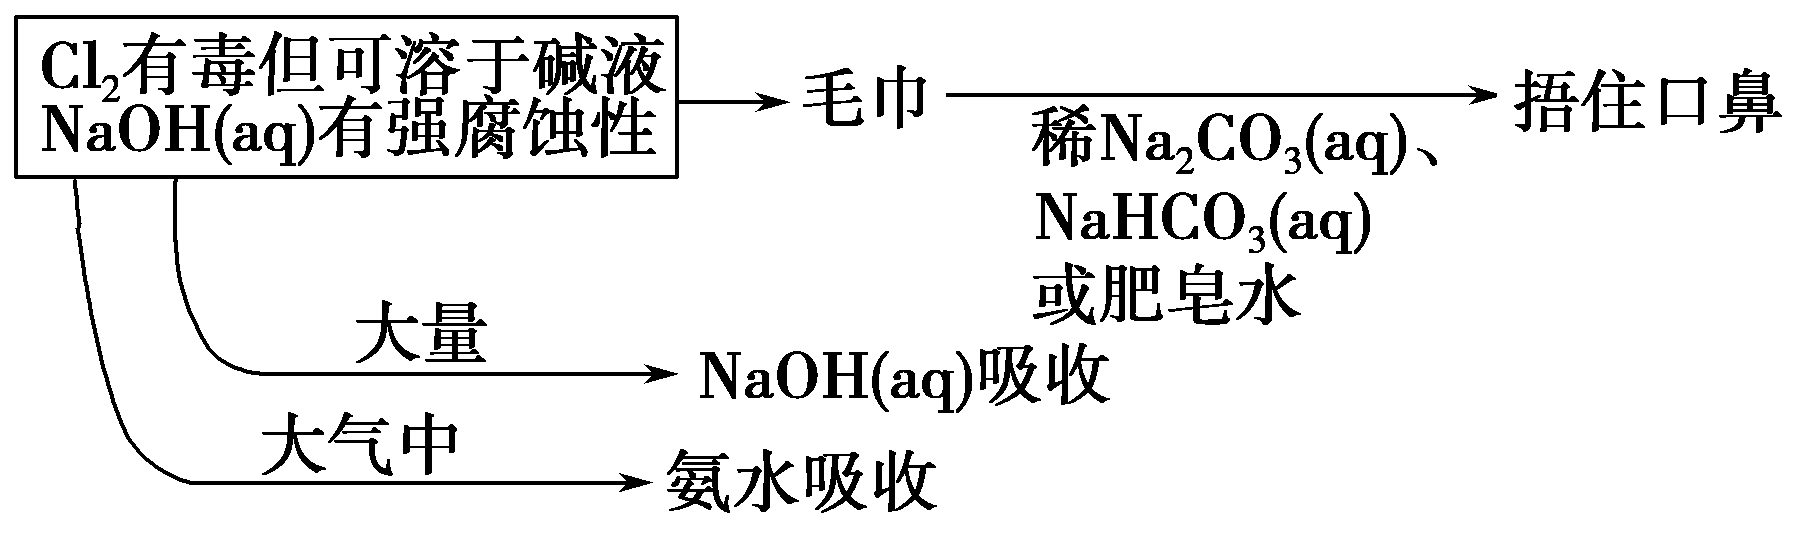 Cl₂有毒但可溶于碱液
NaOH(aq)有强腐蚀性
毛巾
稀Na₂CO₃(aq)、
NaHCO₃(aq)
或肥皂水
捂住口鼻
大量
NaOH(aq)吸收
大气中
氨水吸收